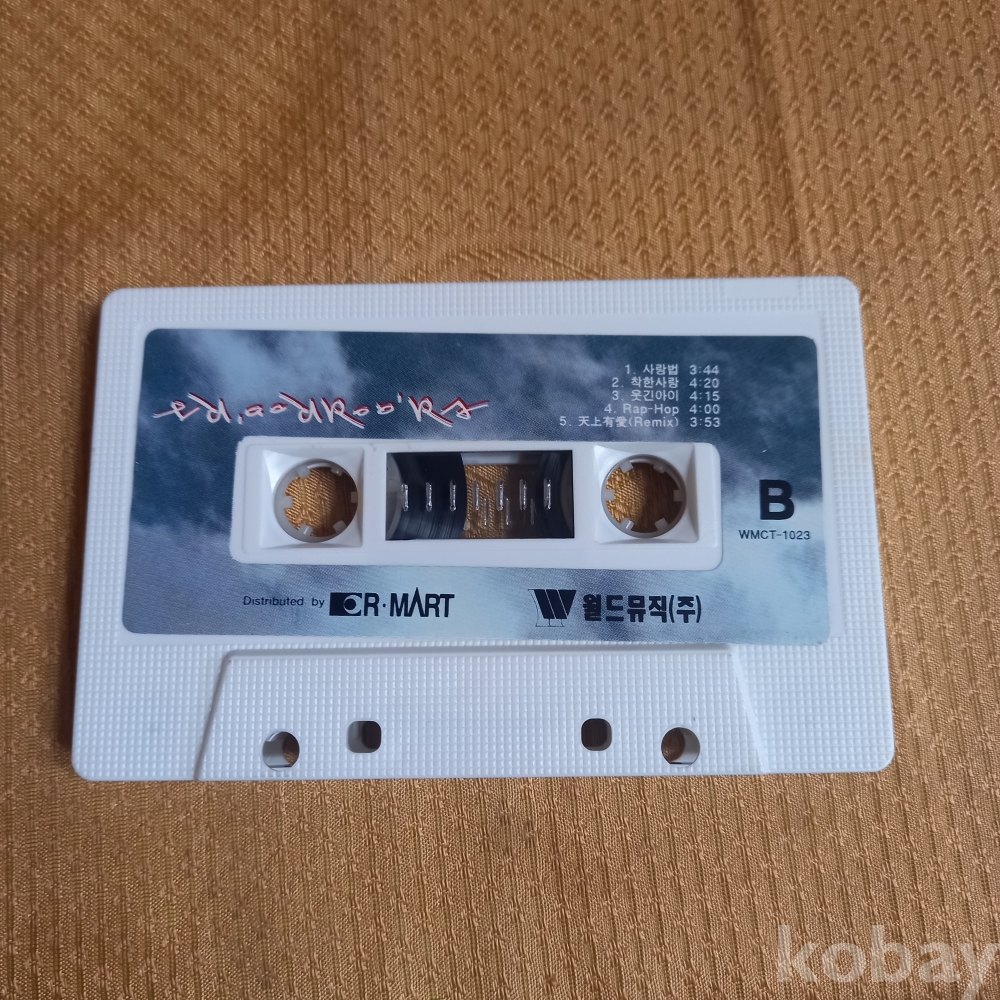 1. 사랑법 3:44
2. 착한사랑 4:20
3. 웃긴아이 4:15
4. Rap-Hop 4:00
5. 天上有愛(Remix) 3:53
B
WMCT-1023
Distributed by CR·MART
W 월드뮤직(주)
kobay